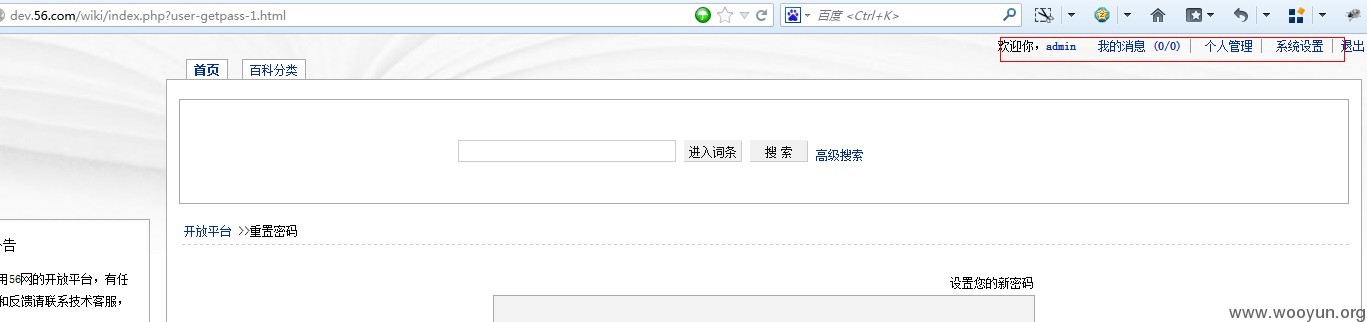 dev.56.com/wiki/index.php?user-getpass-1.html
百度 <Ctrl+K>
欢迎你，admin 我的消息 (0/0) 个人管理 系统设置 退出
首页 百科分类
进入词条 搜 索 高级搜索
开放平台 >>重置密码
告
用56网的开放平台，有任
和反馈请联系技术客服，
设置您的新密码
www.wooyun.org